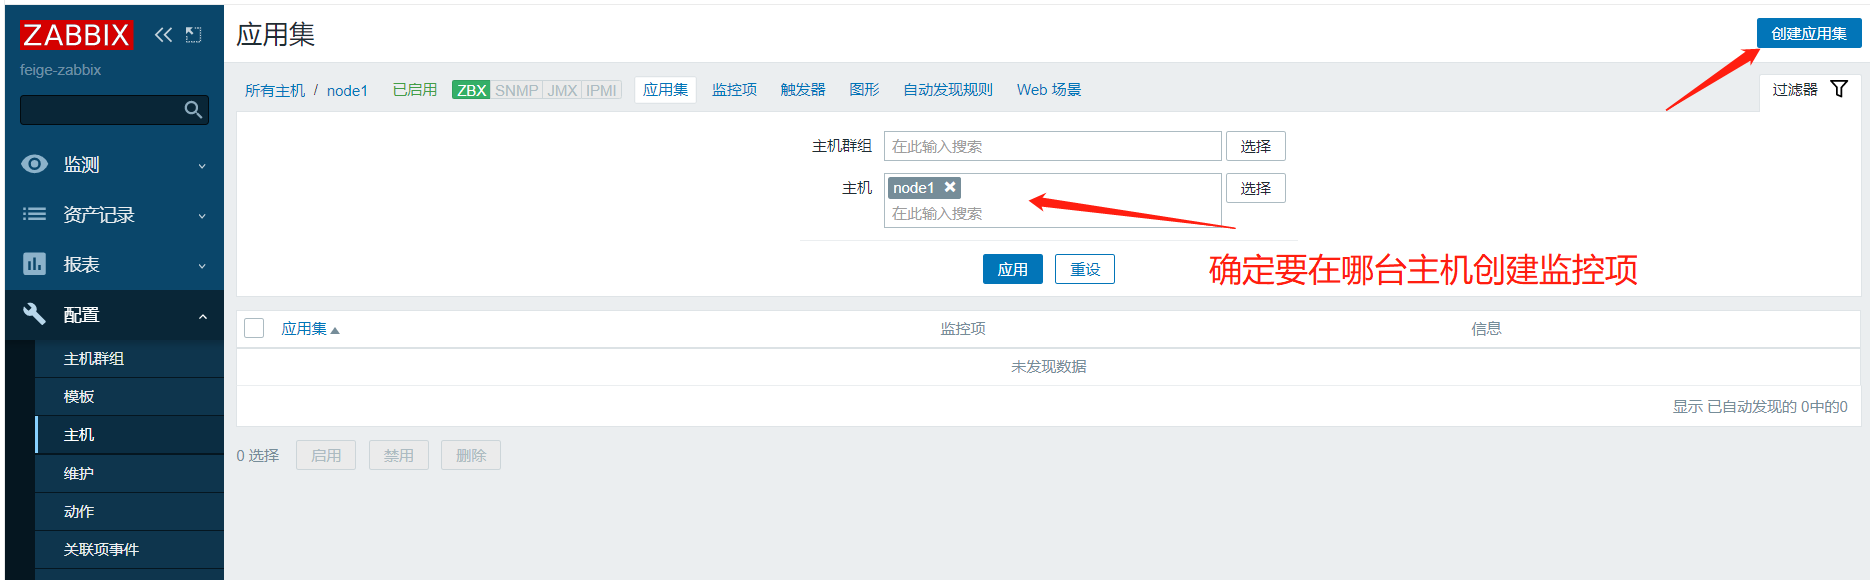 ZABBIX
feige-zabbix
监测
资产记录
报表
配置
主机群组
模板
主机
维护
动作
关联项事件
应用集
创建应用集
所有主机 / node1 已启用 ZBX SNMP JMX IPMI 应用集 监控项 触发器 图形 自动发现规则 Web 场景
过滤器
主机群组 在此输入搜索 选择
主机 node1 选择
在此输入搜索
应用 重设
确定要在哪台主机创建监控项
应用集 监控项 信息
未发现数据
显示 已自动发现的 0中的0
0 选择 启用 禁用 删除